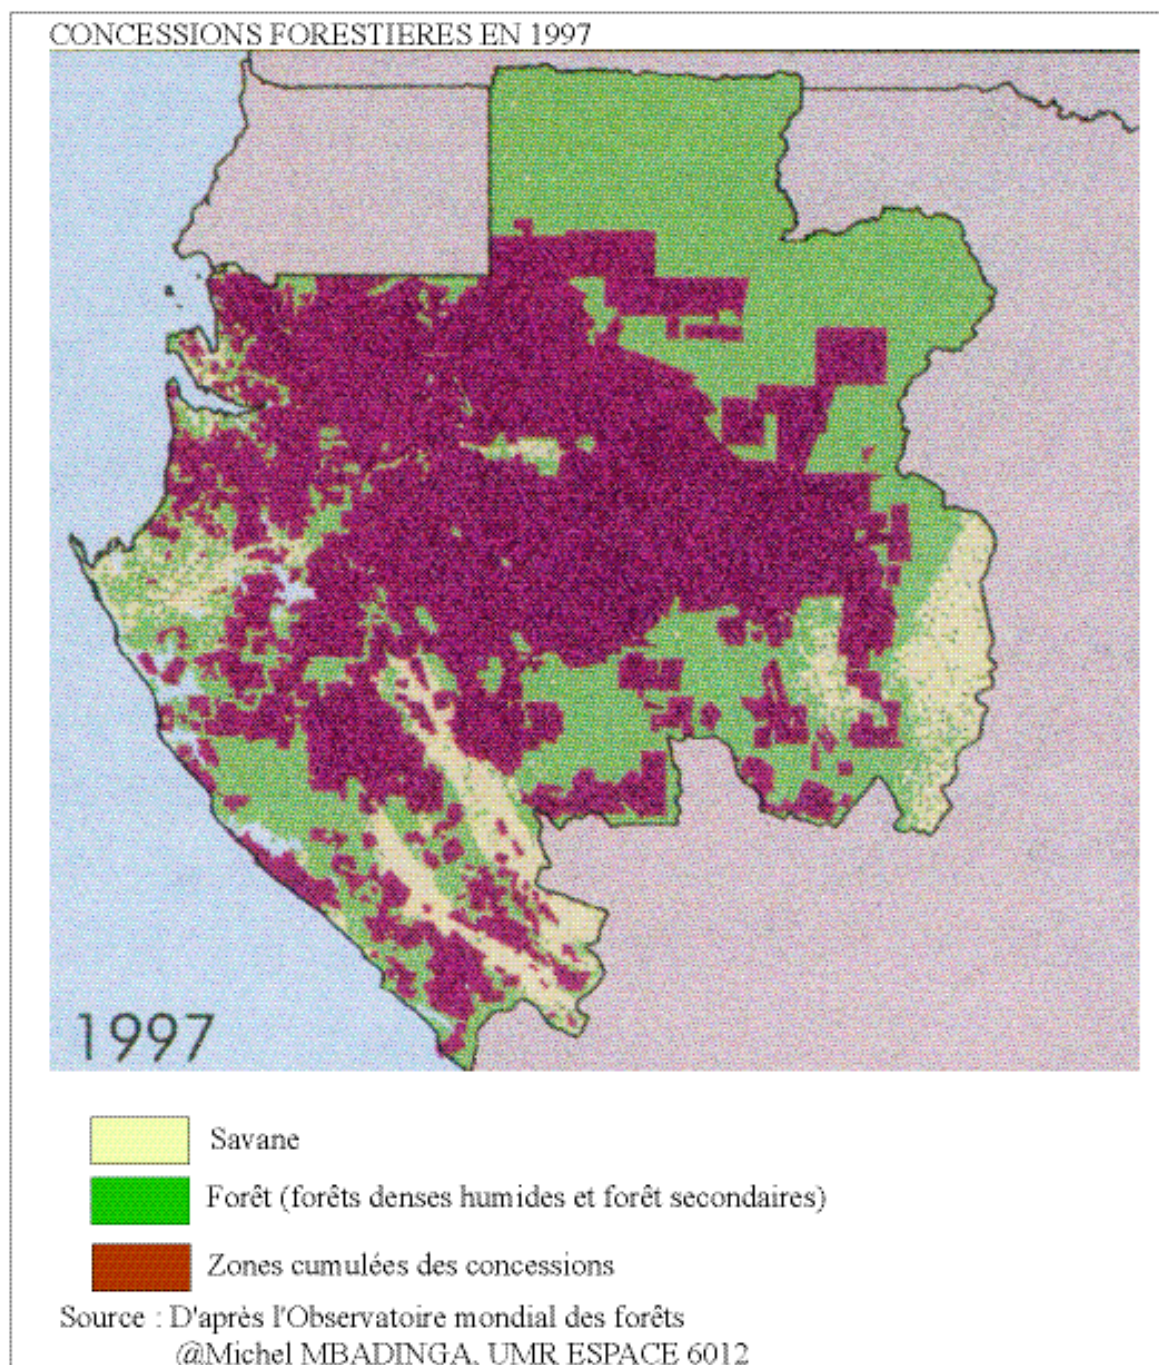 CONCESSIONS FORESTIERES EN 1997
1997
Savane
Forêt (forêts denses humides et forêt secondaires)
Zones cumulées des concessions
Source : D'après l'Observatoire mondial des forêts
@Michel MBADINGA, UMR ESPACE 6012